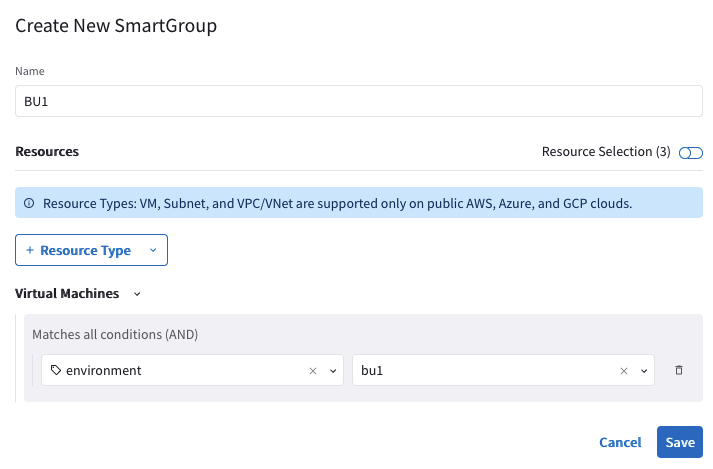 Create New SmartGroup
Name
BU1
Resources
Resource Selection (3)
Resource Types: VM, Subnet, and VPC/VNet are supported only on public AWS, Azure, and GCP clouds.
+ Resource Type
Virtual Machines
Matches all conditions (AND)
environment
bu1
Cancel
Save